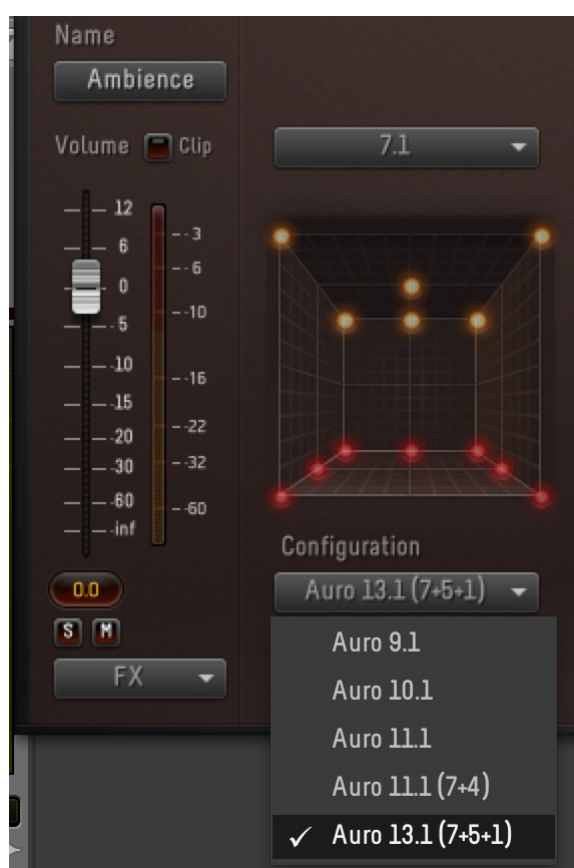 Name
Ambience
Volume Clip
7.1
12
6
0
-5
-10
-15
-20
-30
-60
-inf
-3
-6
-10
-16
-22
-32
-60
0.0
S M
FX
Configuration
Auro 13.1 (7+5+1)
Auro 9.1
Auro 10.1
Auro 11.1
Auro 11.1 (7+4)
✓ Auro 13.1 (7+5+1)